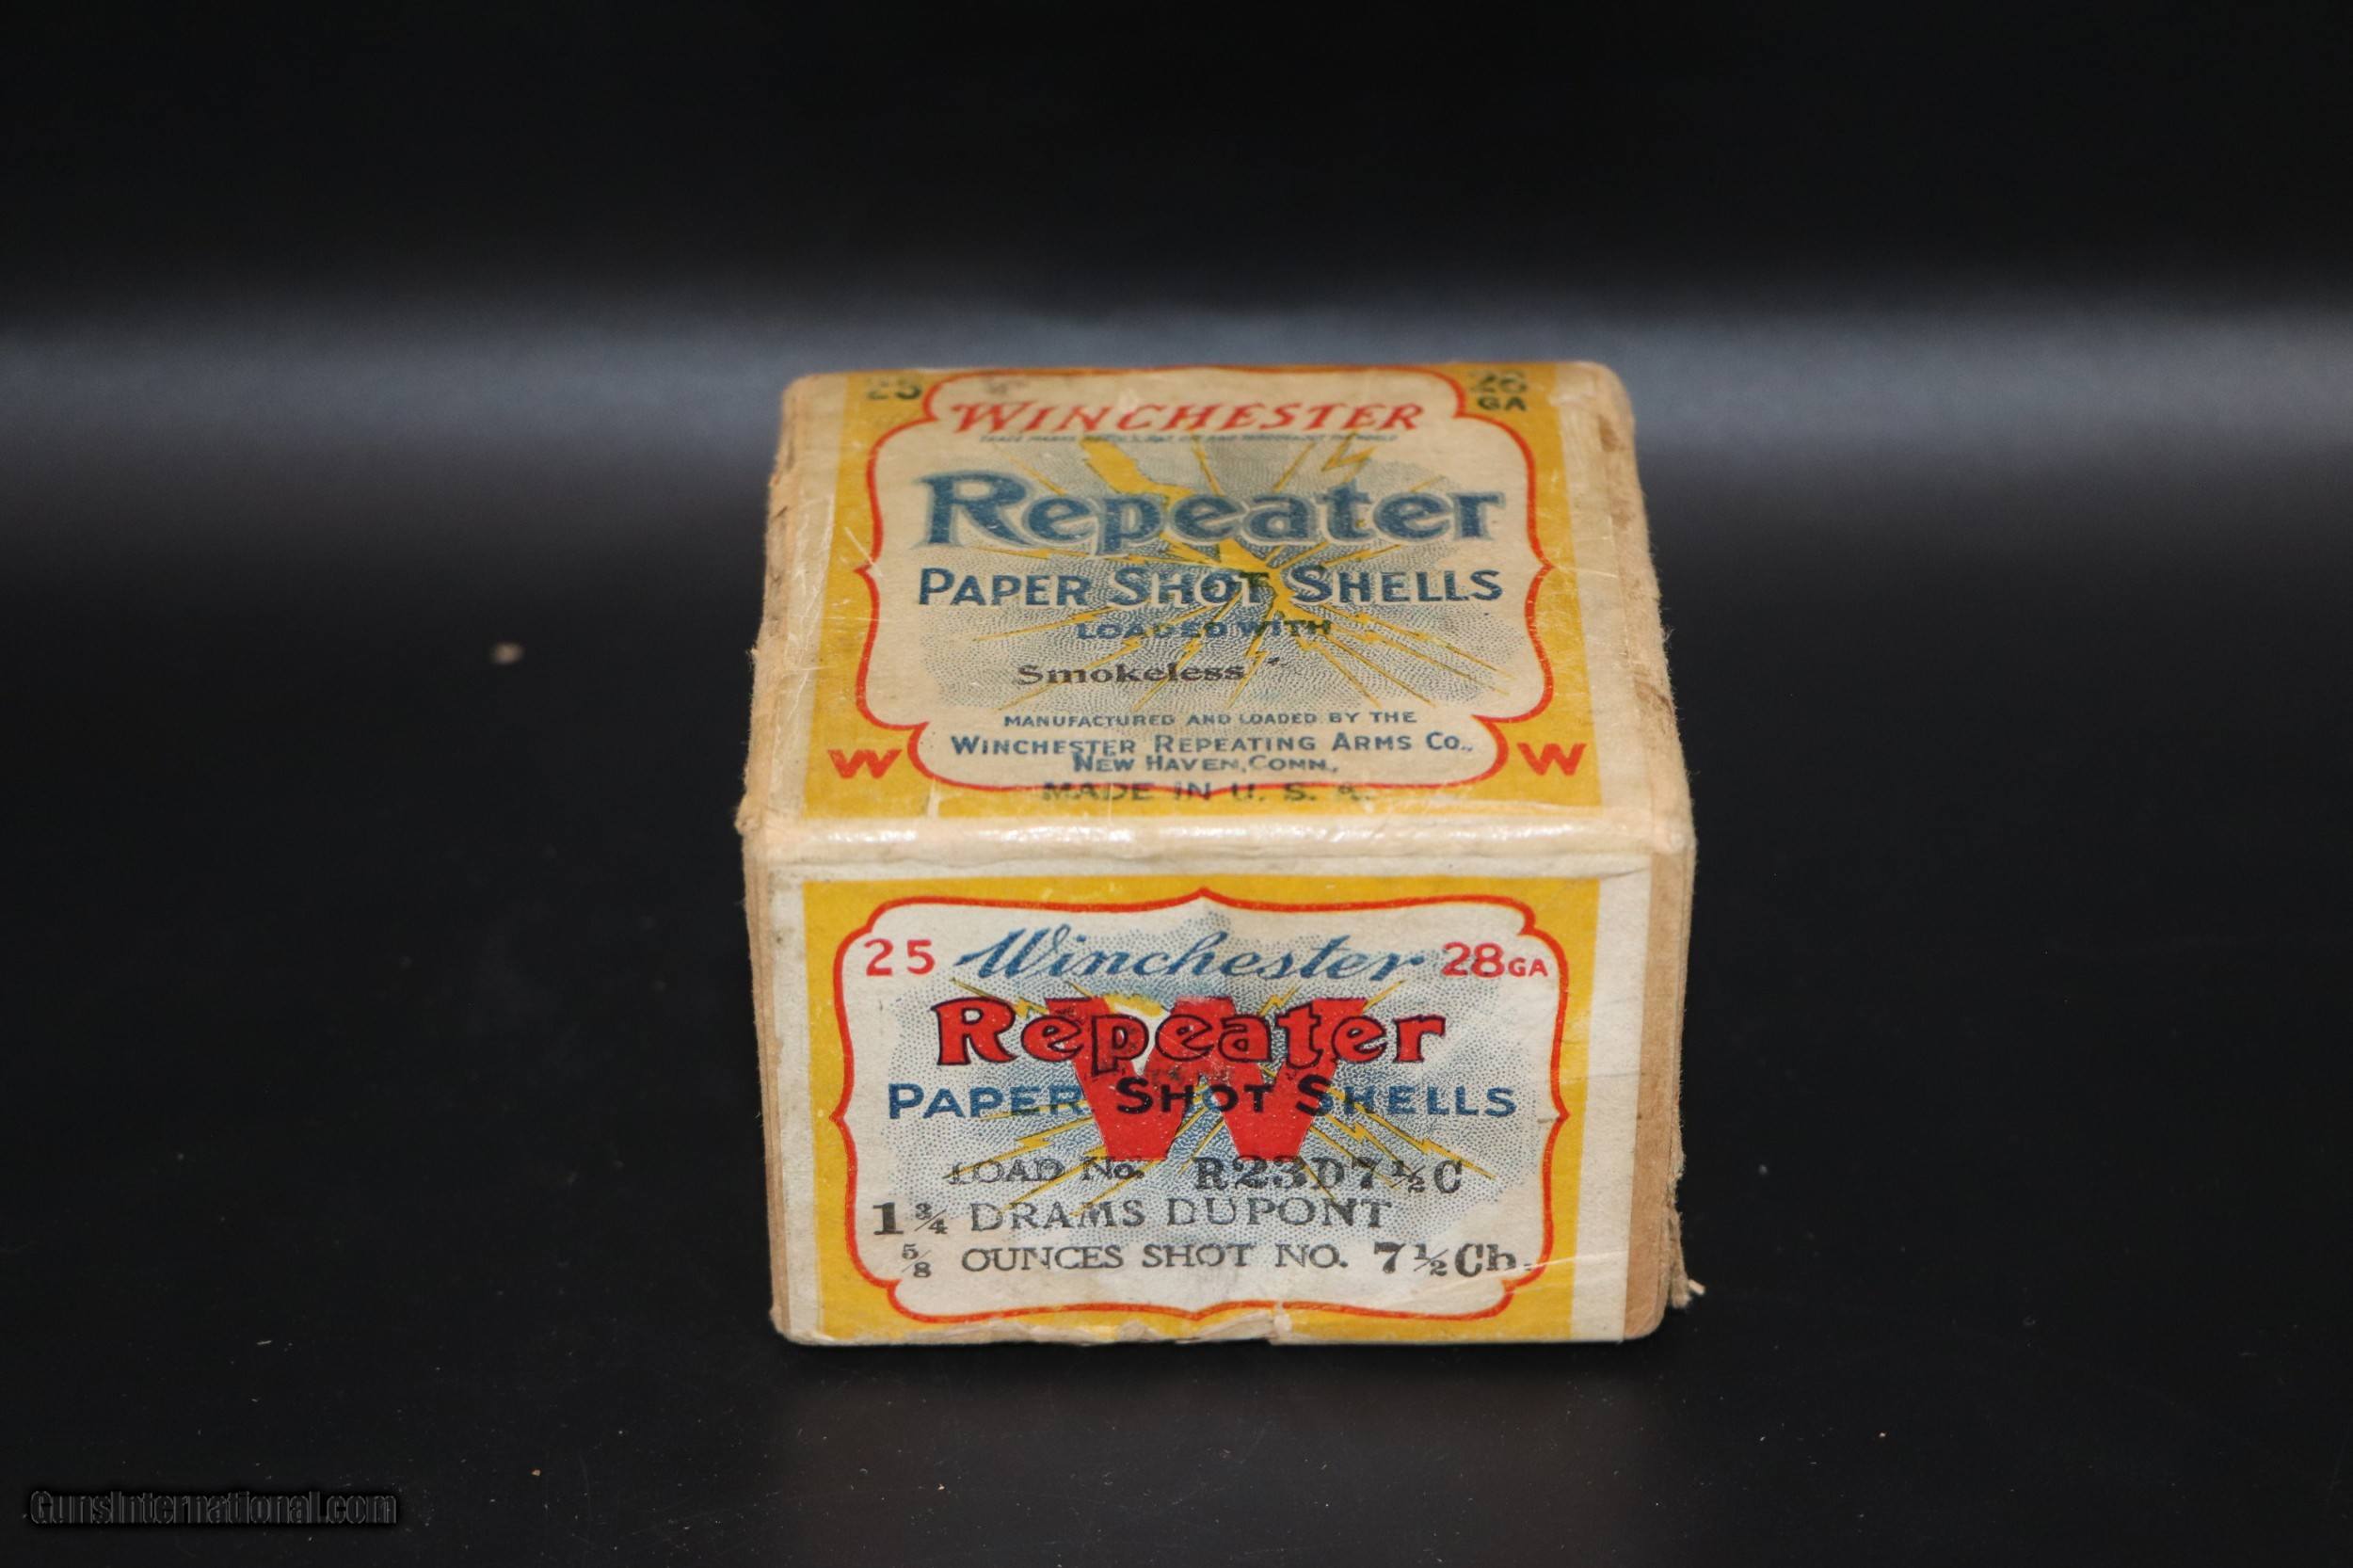 25 28 GA
WINCHESTER
Repeater
PAPER SHOT SHELLS
LOADED WITH
Smokeless
MANUFACTURED AND LOADED BY THE
WINCHESTER REPEATING ARMS CO.,
NEW HAVEN, CONN.,
W W
MADE IN U. S. A.
25 Winchester 28 GA
Repeater
W
PAPER SHOT SHELLS
LOAD No. R23D7½C
1¾ DRAMS DUPONT
⅝ OUNCES SHOT NO. 7½Ch.
GunsInternational.com